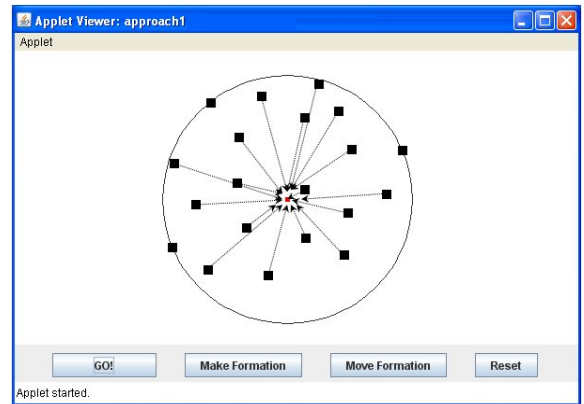 Applet Viewer: approach1
Applet
GO! Make Formation Move Formation Reset
Applet started.